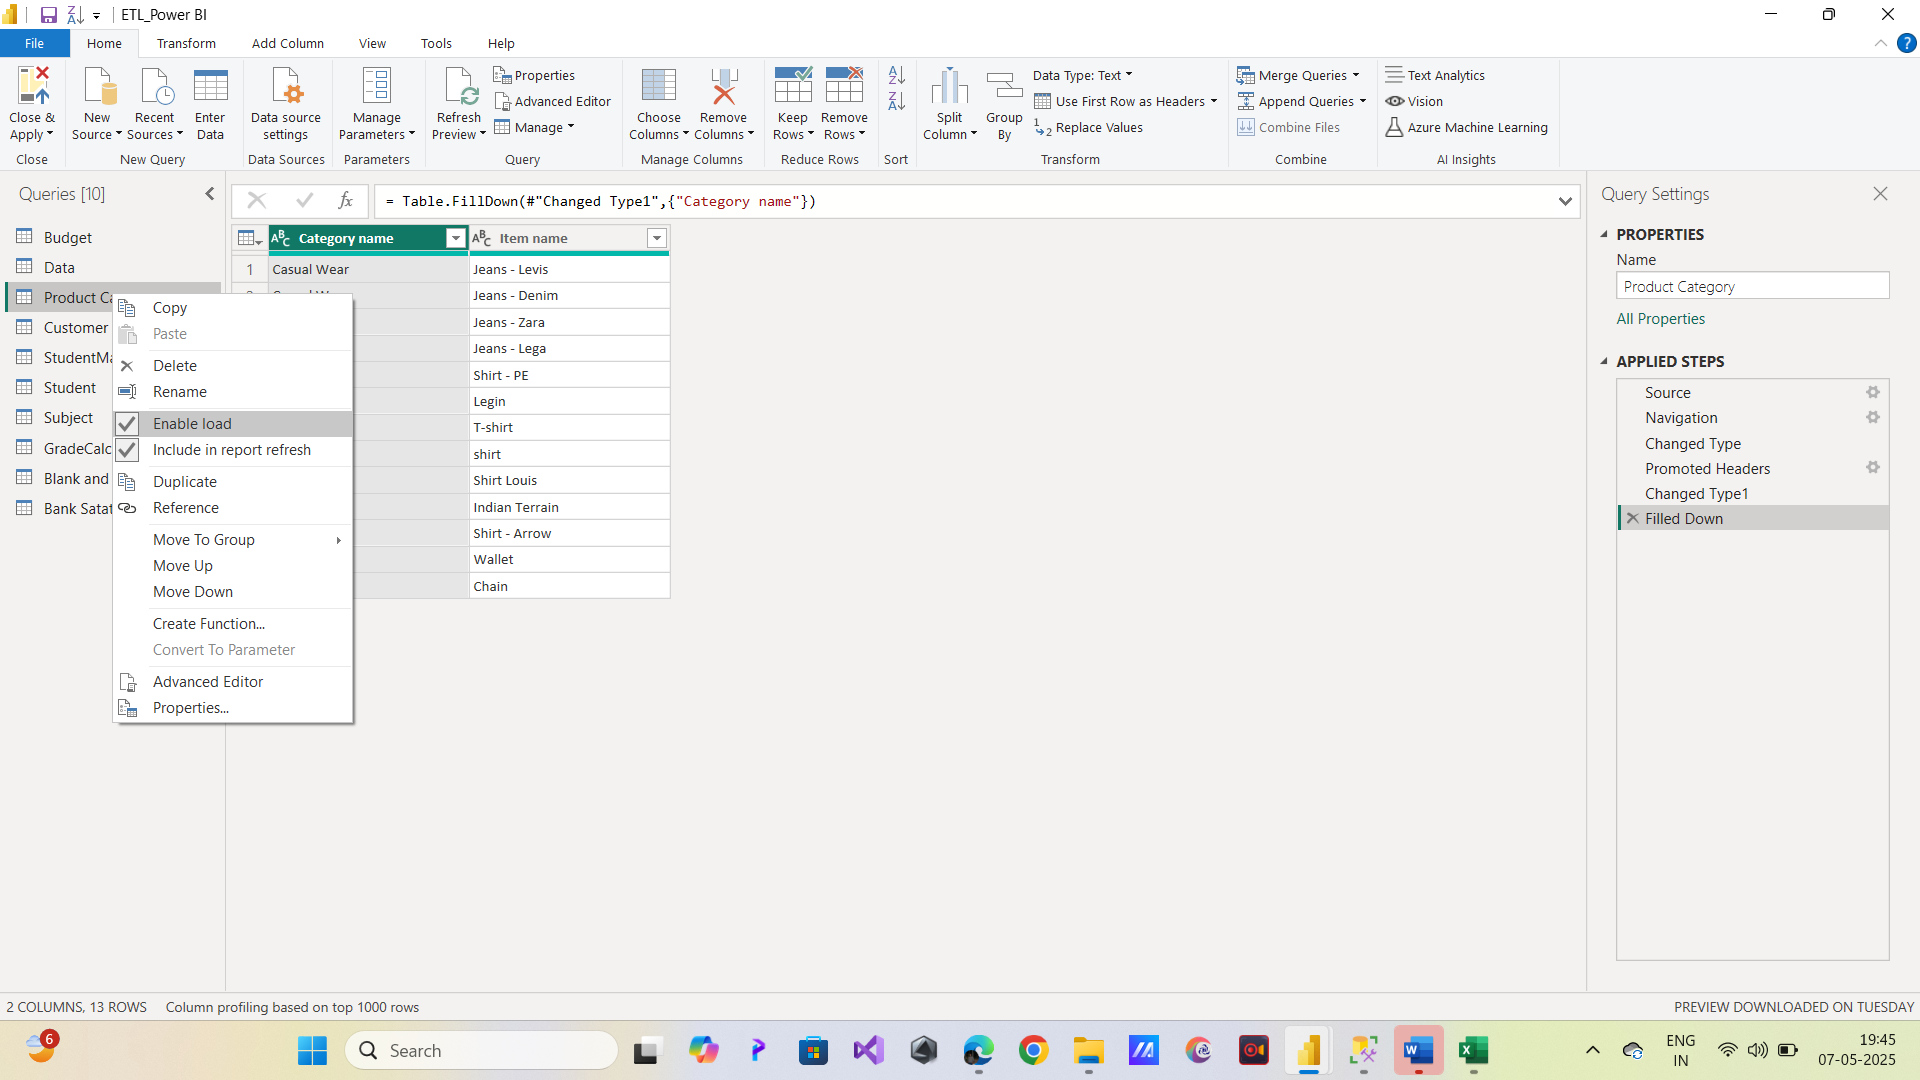 ETL_Power BI
File
Home
Transform
Add Column
View
Tools
Help
Close &
Apply
New
Source
Recent
Sources
Enter
Data
Data source
settings
Manage
Parameters
Refresh
Preview
Properties
Advanced Editor
Manage
Choose
Columns
Remove
Columns
Keep
Rows
Remove
Rows
Split
Column
Group
By
Data Type: Text
Use First Row as Headers
Replace Values
Merge Queries
Append Queries
Combine Files
Text Analytics
Vision
Azure Machine Learning
Close
New Query
Data Sources
Parameters
Query
Manage Columns
Reduce Rows
Sort
Transform
Combine
AI Insights
Queries [10]
fx
= Table.FillDown(#"Changed Type1",{"Category name"})
Budget
Data
Product Ca
Customer
StudentMa
Student
Subject
GradeCalc
Blank and
Bank Satat
Category name
Item name
1
Casual Wear
Jeans - Levis
Jeans - Denim
Jeans - Zara
Jeans - Lega
Shirt - PE
Legin
T-shirt
shirt
Shirt Louis
Indian Terrain
Shirt - Arrow
Wallet
Chain
Copy
Paste
Delete
Rename
Enable load
Include in report refresh
Duplicate
Reference
Move To Group
Move Up
Move Down
Create Function...
Convert To Parameter
Advanced Editor
Properties...
Query Settings
PROPERTIES
Name
Product Category
All Properties
APPLIED STEPS
Source
Navigation
Changed Type
Promoted Headers
Changed Type1
Filled Down
2 COLUMNS, 13 ROWS
Column profiling based on top 1000 rows
PREVIEW DOWNLOADED ON TUESDAY
6
Search
ENG
IN
19:45
07-05-2025